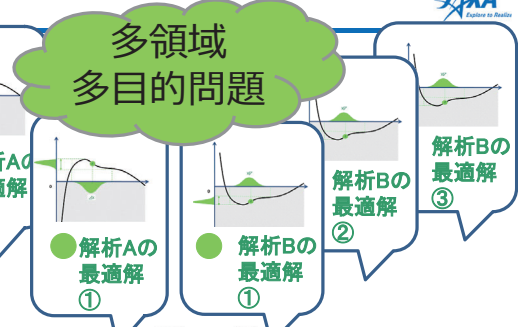 Explore to Realize
多領域
多目的問題
解析Bの
最適解
③
解析Bの
最適解
②
解析Aの
最適解
①
解析Bの
最適解
①